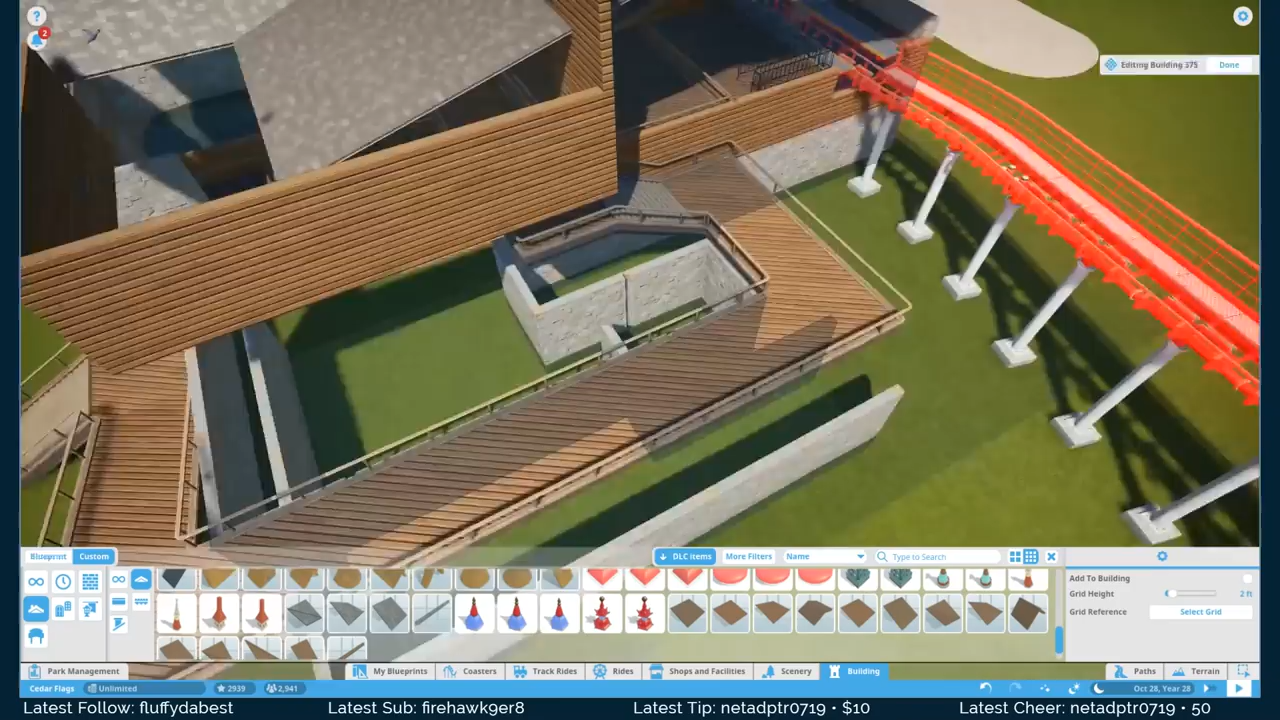 ?
2
Editing Building 375 Done
Blueprint Custom DLC items More Filters Name Type to Search
Add To Building
Grid Height 2 ft
Grid Reference Select Grid
Park Management My Blueprints Coasters Track Rides Rides Shops and Facilities Scenery Building Paths Terrain
Cedar Flags Unlimited 2939 2,941 Oct 28, Year 28
Latest Follow: fluffydabest Latest Sub: firehawk9er8 Latest Tip: netadptr0719 • $10 Latest Cheer: netadptr0719 • 50